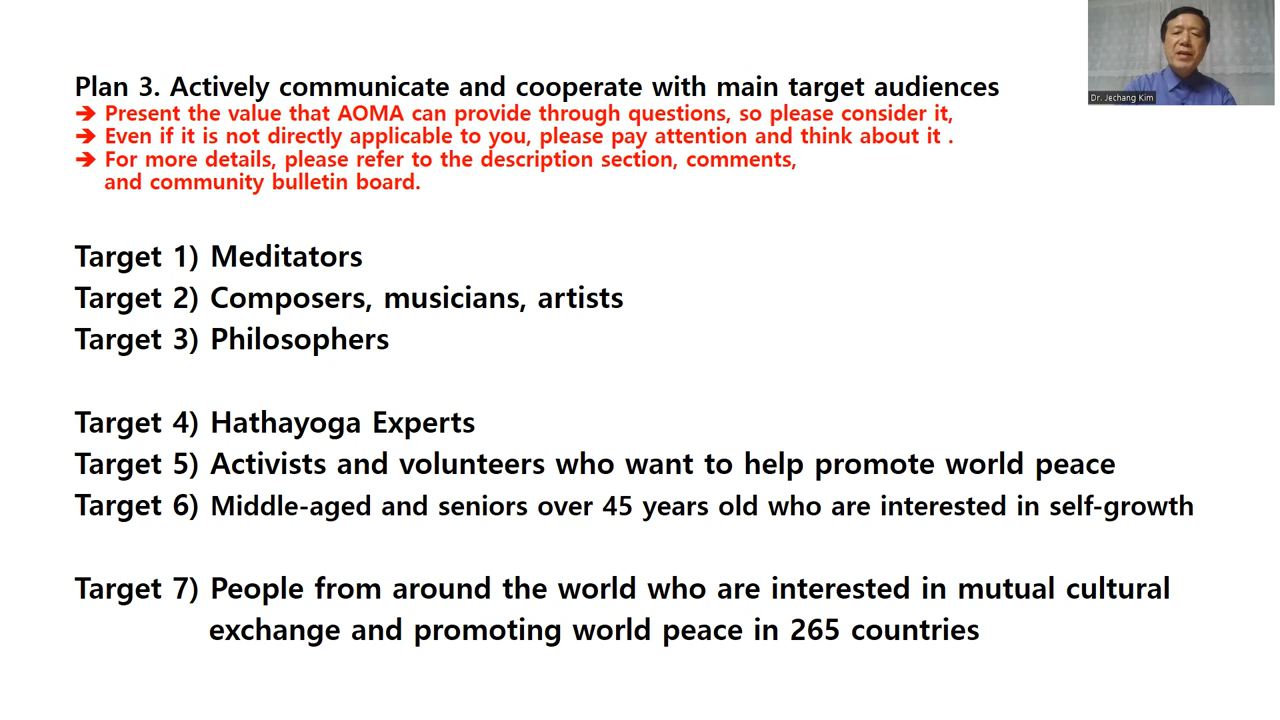 Plan 3. Actively communicate and cooperate with main target audiences
➔ Present the value that AOMA can provide through questions, so please consider it,
➔ Even if it is not directly applicable to you, please pay attention and think about it .
➔ For more details, please refer to the description section, comments,
and community bulletin board.
Dr. Jechang Kim
Target 1) Meditators
Target 2) Composers, musicians, artists
Target 3) Philosophers
Target 4) Hathayoga Experts
Target 5) Activists and volunteers who want to help promote world peace
Target 6) Middle-aged and seniors over 45 years old who are interested in self-growth
Target 7) People from around the world who are interested in mutual cultural
exchange and promoting world peace in 265 countries